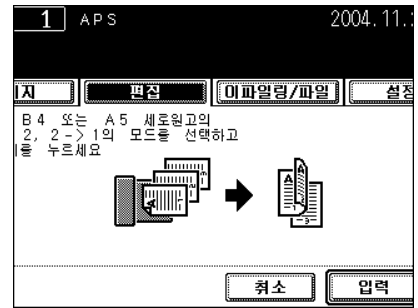 1 APS 2004.11.
지 편집 이파일링/파일 설정
B4 또는 A5 세로원고의
2, 2->1의 모드를 선택하고
를 누르세요
취소 입력